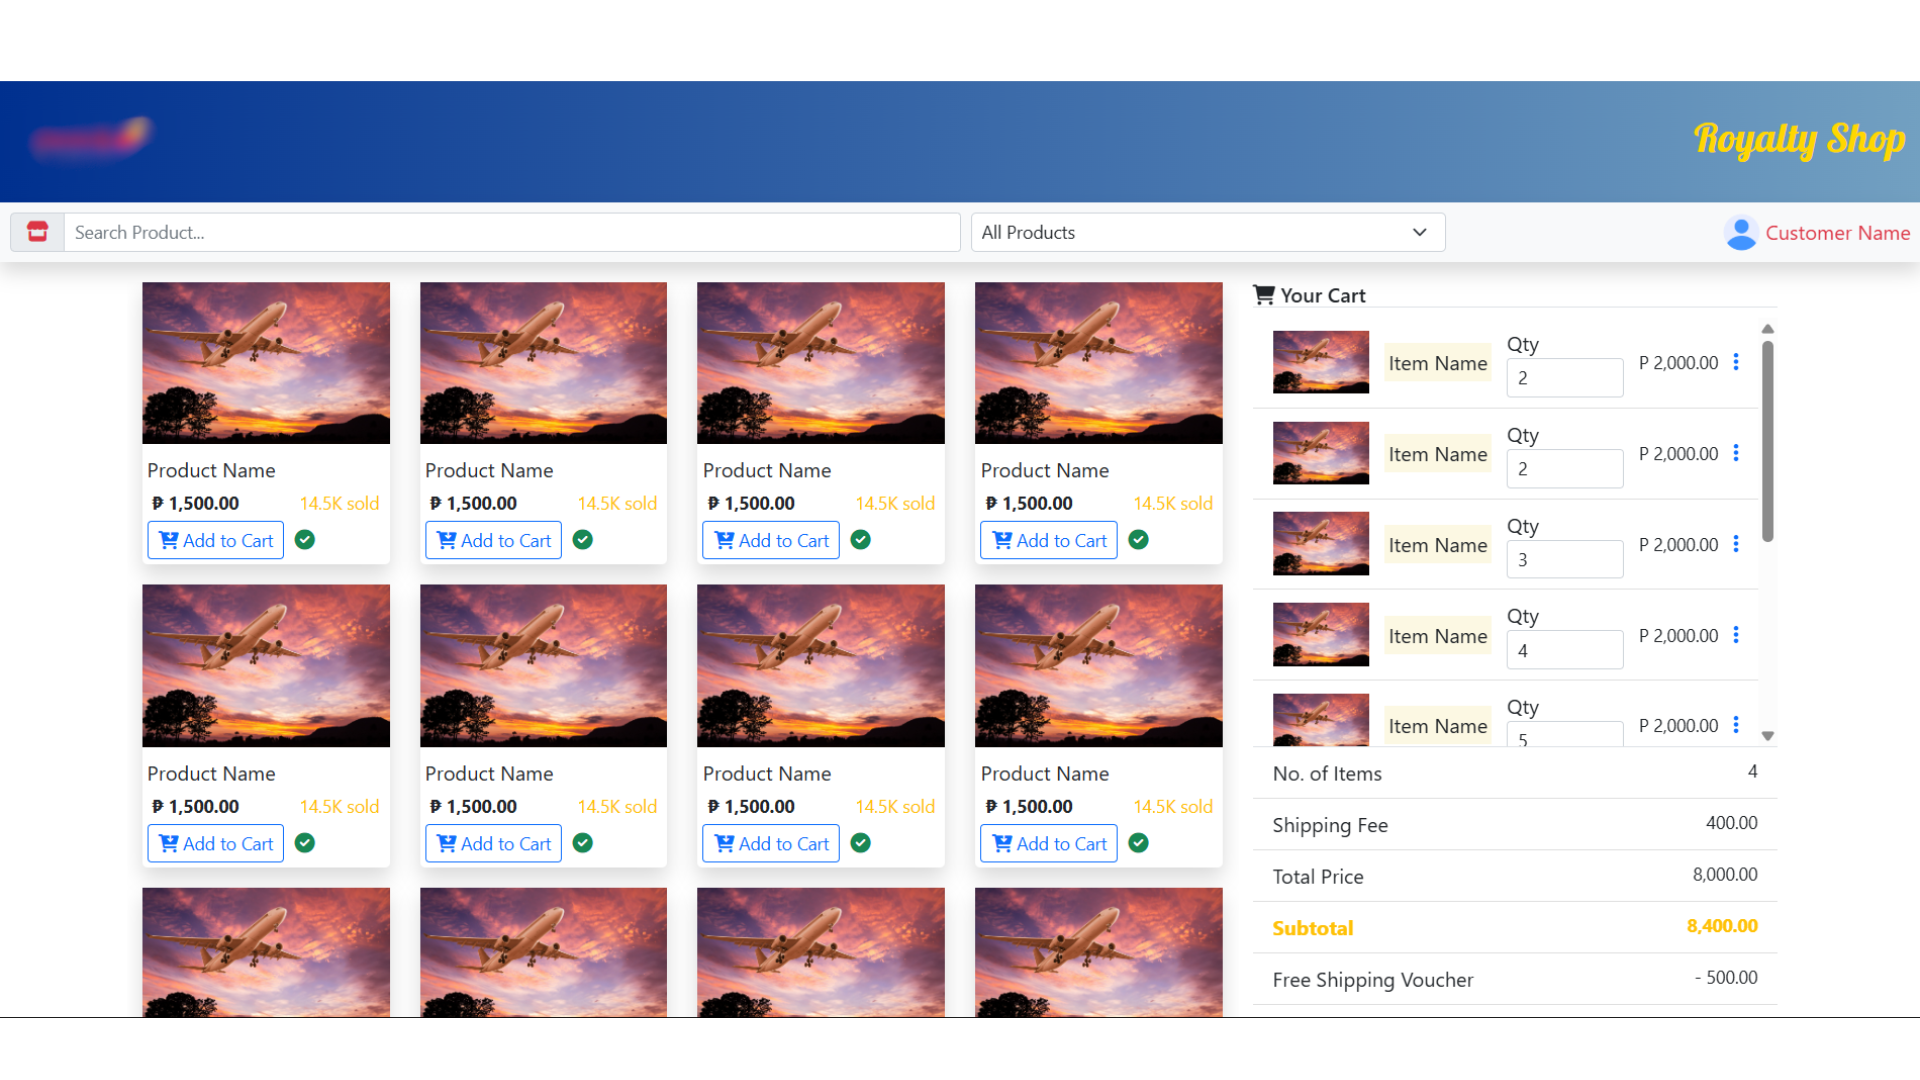 Royalty Shop
Search Product...
All Products
Customer Name
Product Name
₱ 1,500.00 14.5K sold
Add to Cart
Product Name
₱ 1,500.00 14.5K sold
Add to Cart
Product Name
₱ 1,500.00 14.5K sold
Add to Cart
Product Name
₱ 1,500.00 14.5K sold
Add to Cart
Product Name
₱ 1,500.00 14.5K sold
Add to Cart
Product Name
₱ 1,500.00 14.5K sold
Add to Cart
Product Name
₱ 1,500.00 14.5K sold
Add to Cart
Product Name
₱ 1,500.00 14.5K sold
Add to Cart
Your Cart
Qty
Item Name 2 P 2,000.00
Qty
Item Name 2 P 2,000.00
Qty
Item Name 3 P 2,000.00
Qty
Item Name 4 P 2,000.00
Qty
Item Name 5 P 2,000.00
No. of Items 4
Shipping Fee 400.00
Total Price 8,000.00
Subtotal 8,400.00
Free Shipping Voucher - 500.00